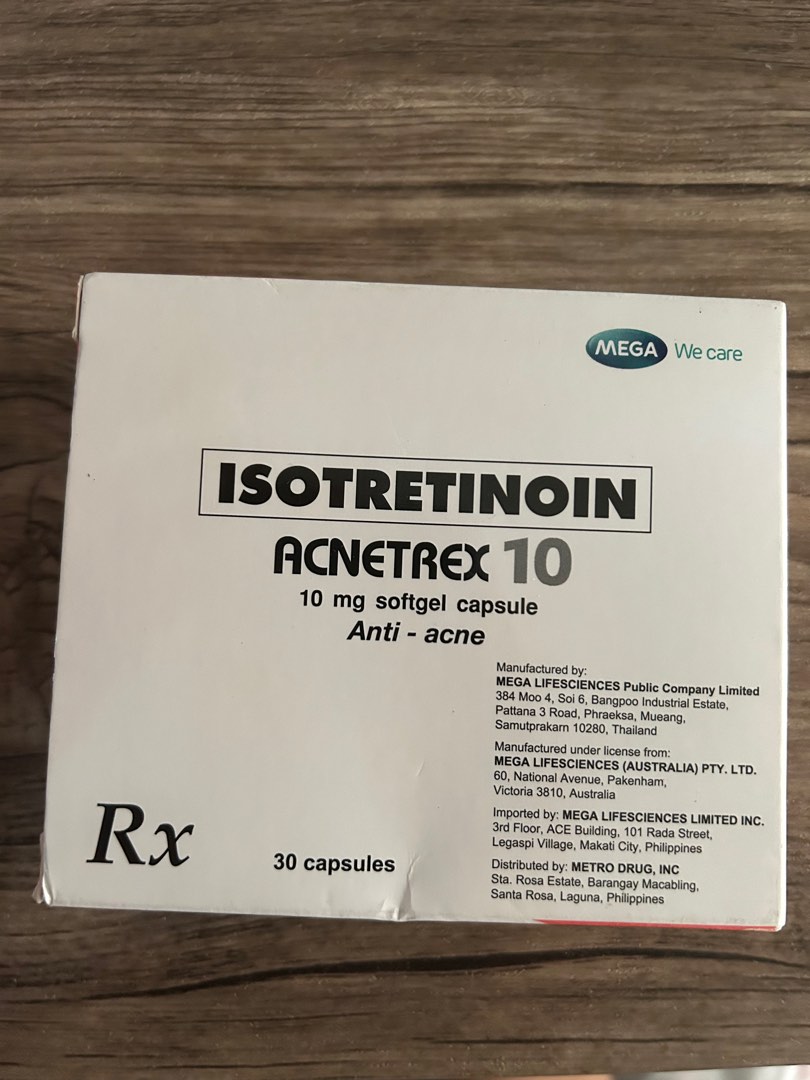 MEGA We care
ISOTRETINOIN
ACNETREX 10
10 mg softgel capsule
Anti - acne
Manufactured by:
MEGA LIFESCIENCES Public Company Limited
384 Moo 4, Soi 6, Bangpoo Industrial Estate,
Pattana 3 Road, Phraeksa, Mueang,
Samutprakarn 10280, Thailand
Manufactured under license from:
MEGA LIFESCIENCES (AUSTRALIA) PTY. LTD.
60, National Avenue, Pakenham,
Victoria 3810, Australia
Imported by: MEGA LIFESCIENCES LIMITED INC.
3rd Floor, ACE Building, 101 Rada Street,
Legaspi Village, Makati City, Philippines
Distributed by: METRO DRUG, INC
Sta. Rosa Estate, Barangay Macabling,
Santa Rosa, Laguna, Philippines
Rx
30 capsules